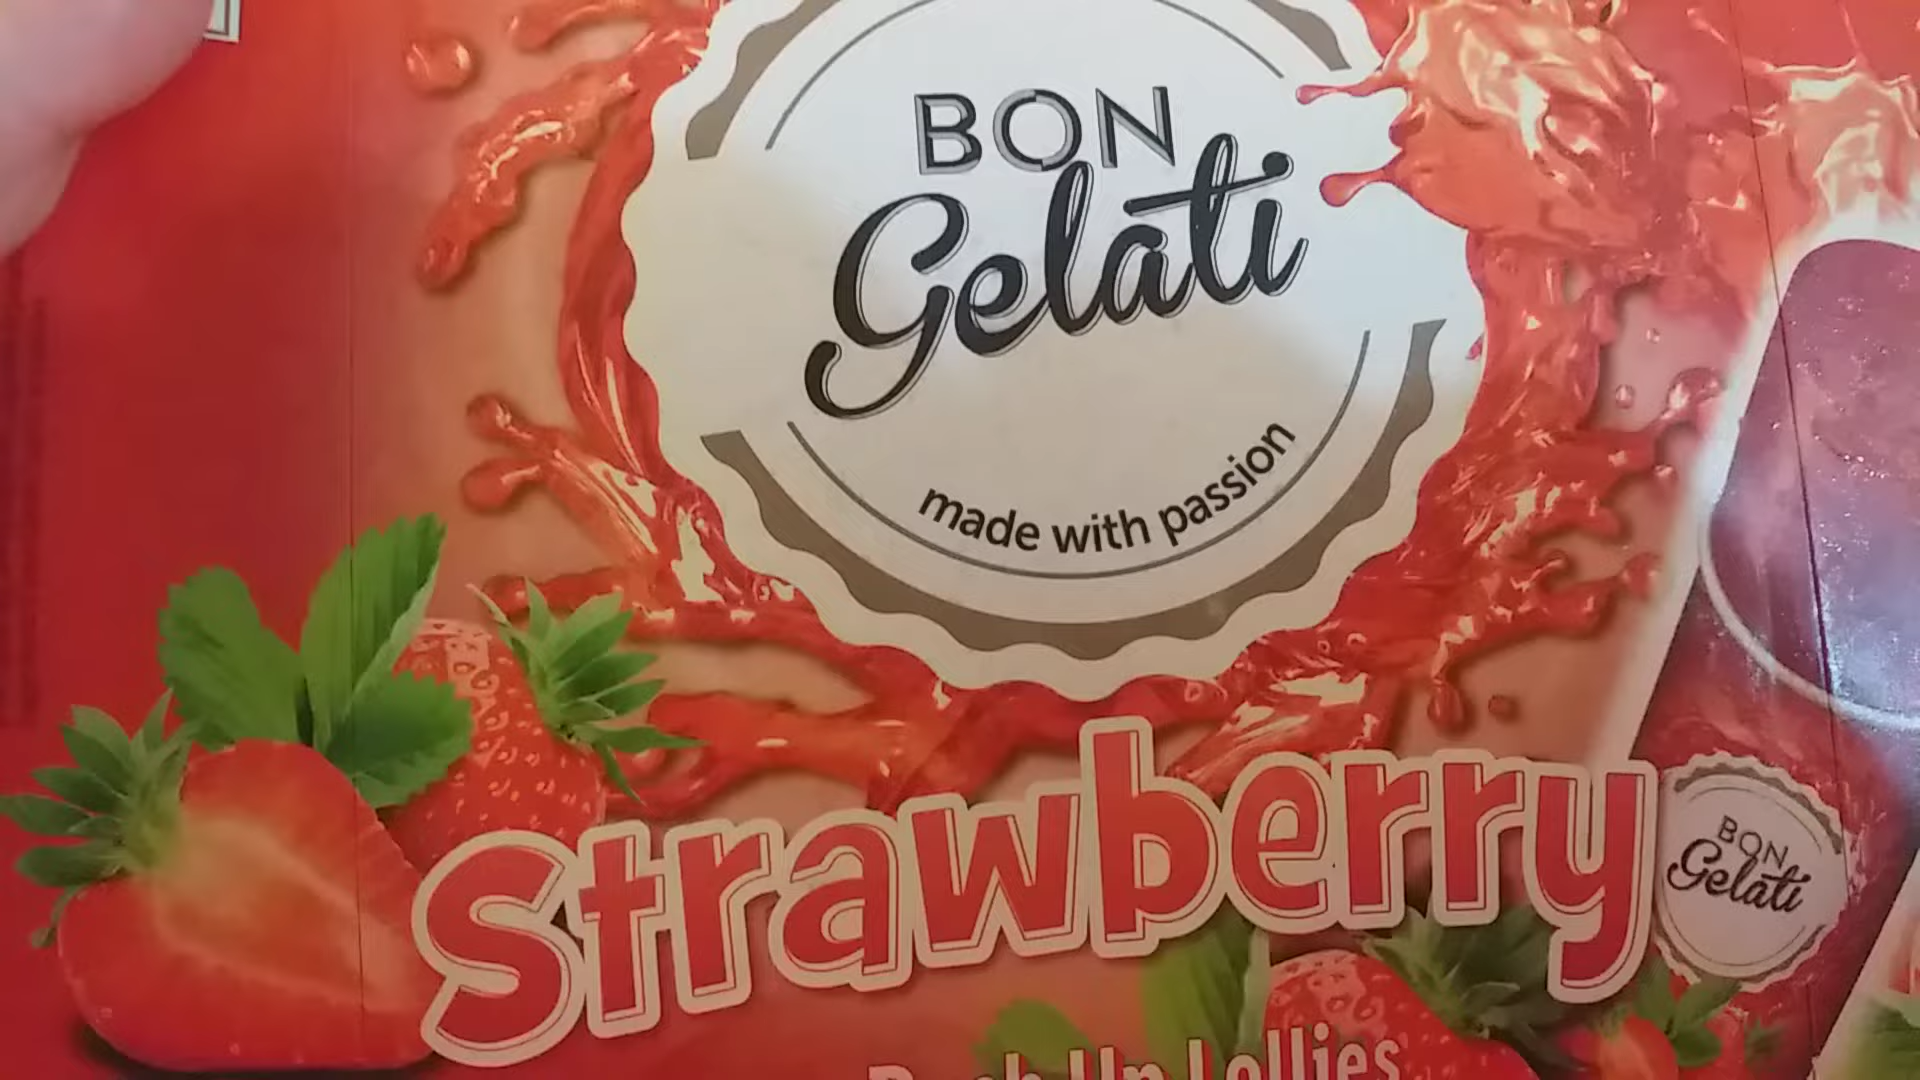 BON
Gelati
made with passion
Strawberry
BON
Gelati
Push Up Lollies